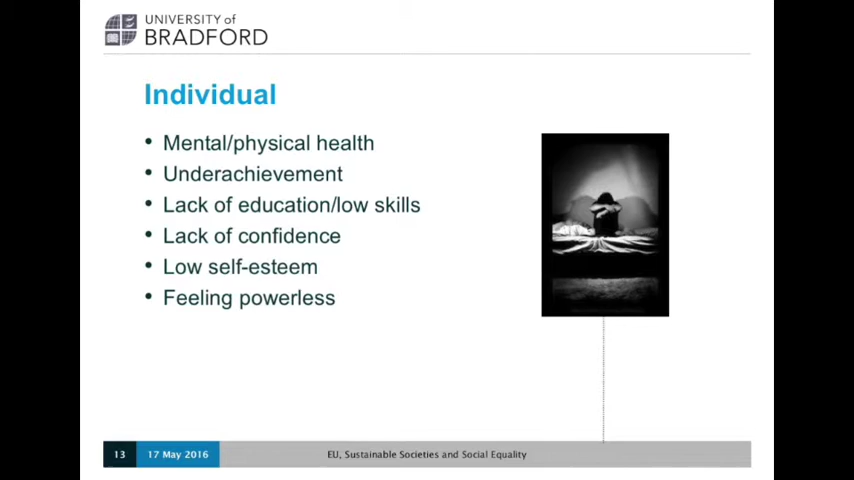 UNIVERSITY of
BRADFORD
Individual
• Mental/physical health
• Underachievement
• Lack of education/low skills
• Lack of confidence
• Low self-esteem
• Feeling powerless
13 17 May 2016 EU, Sustainable Societies and Social Equality